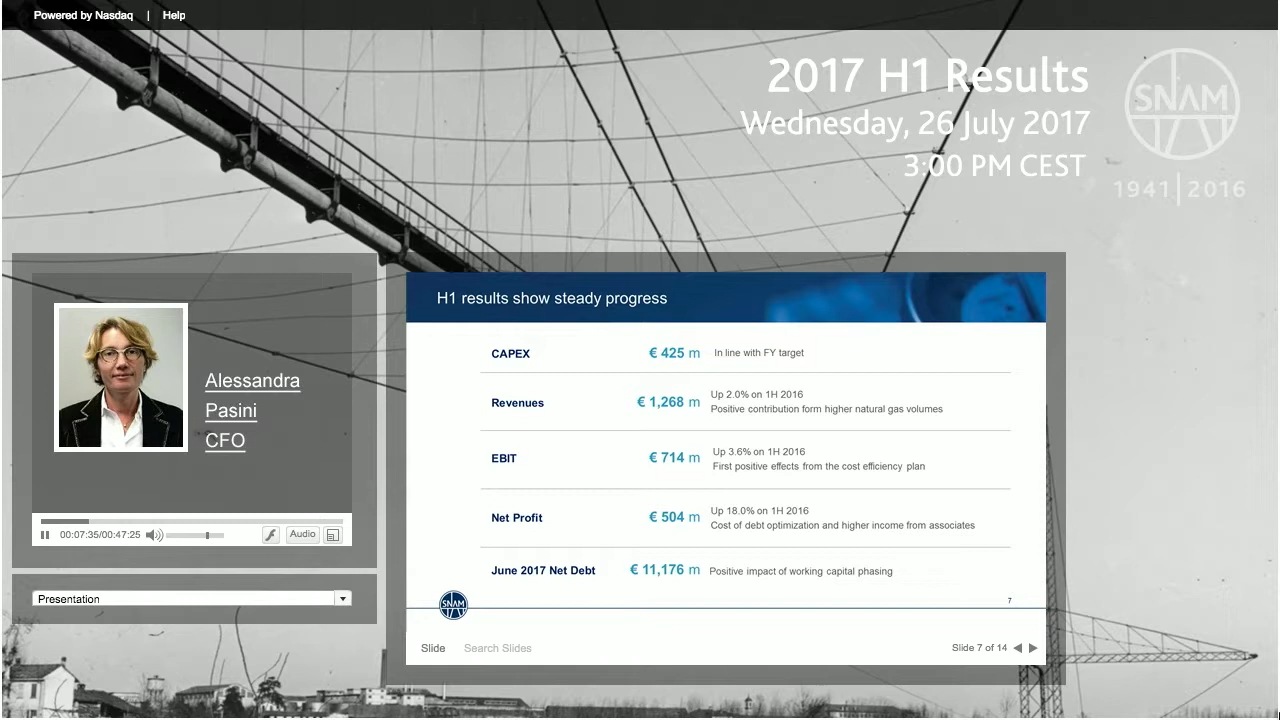 Powered by Nasdaq | Help
2017 H1 Results
Wednesday, 26 July 2017
3:00 PM CEST
SNAM
1941 | 2016
Alessandra
Pasini
CFO
00:07:35/00:47:25
Audio
Presentation
H1 results show steady progress
CAPEX € 425 m In line with FY target
Revenues € 1,268 m Up 2.0% on 1H 2016
Positive contribution form higher natural gas volumes
EBIT € 714 m Up 3.6% on 1H 2016
First positive effects from the cost efficiency plan
Net Profit € 504 m Up 18.0% on 1H 2016
Cost of debt optimization and higher income from associates
June 2017 Net Debt € 11,176 m Positive impact of working capital phasing
7
SNAM
Slide Search Slides Slide 7 of 14